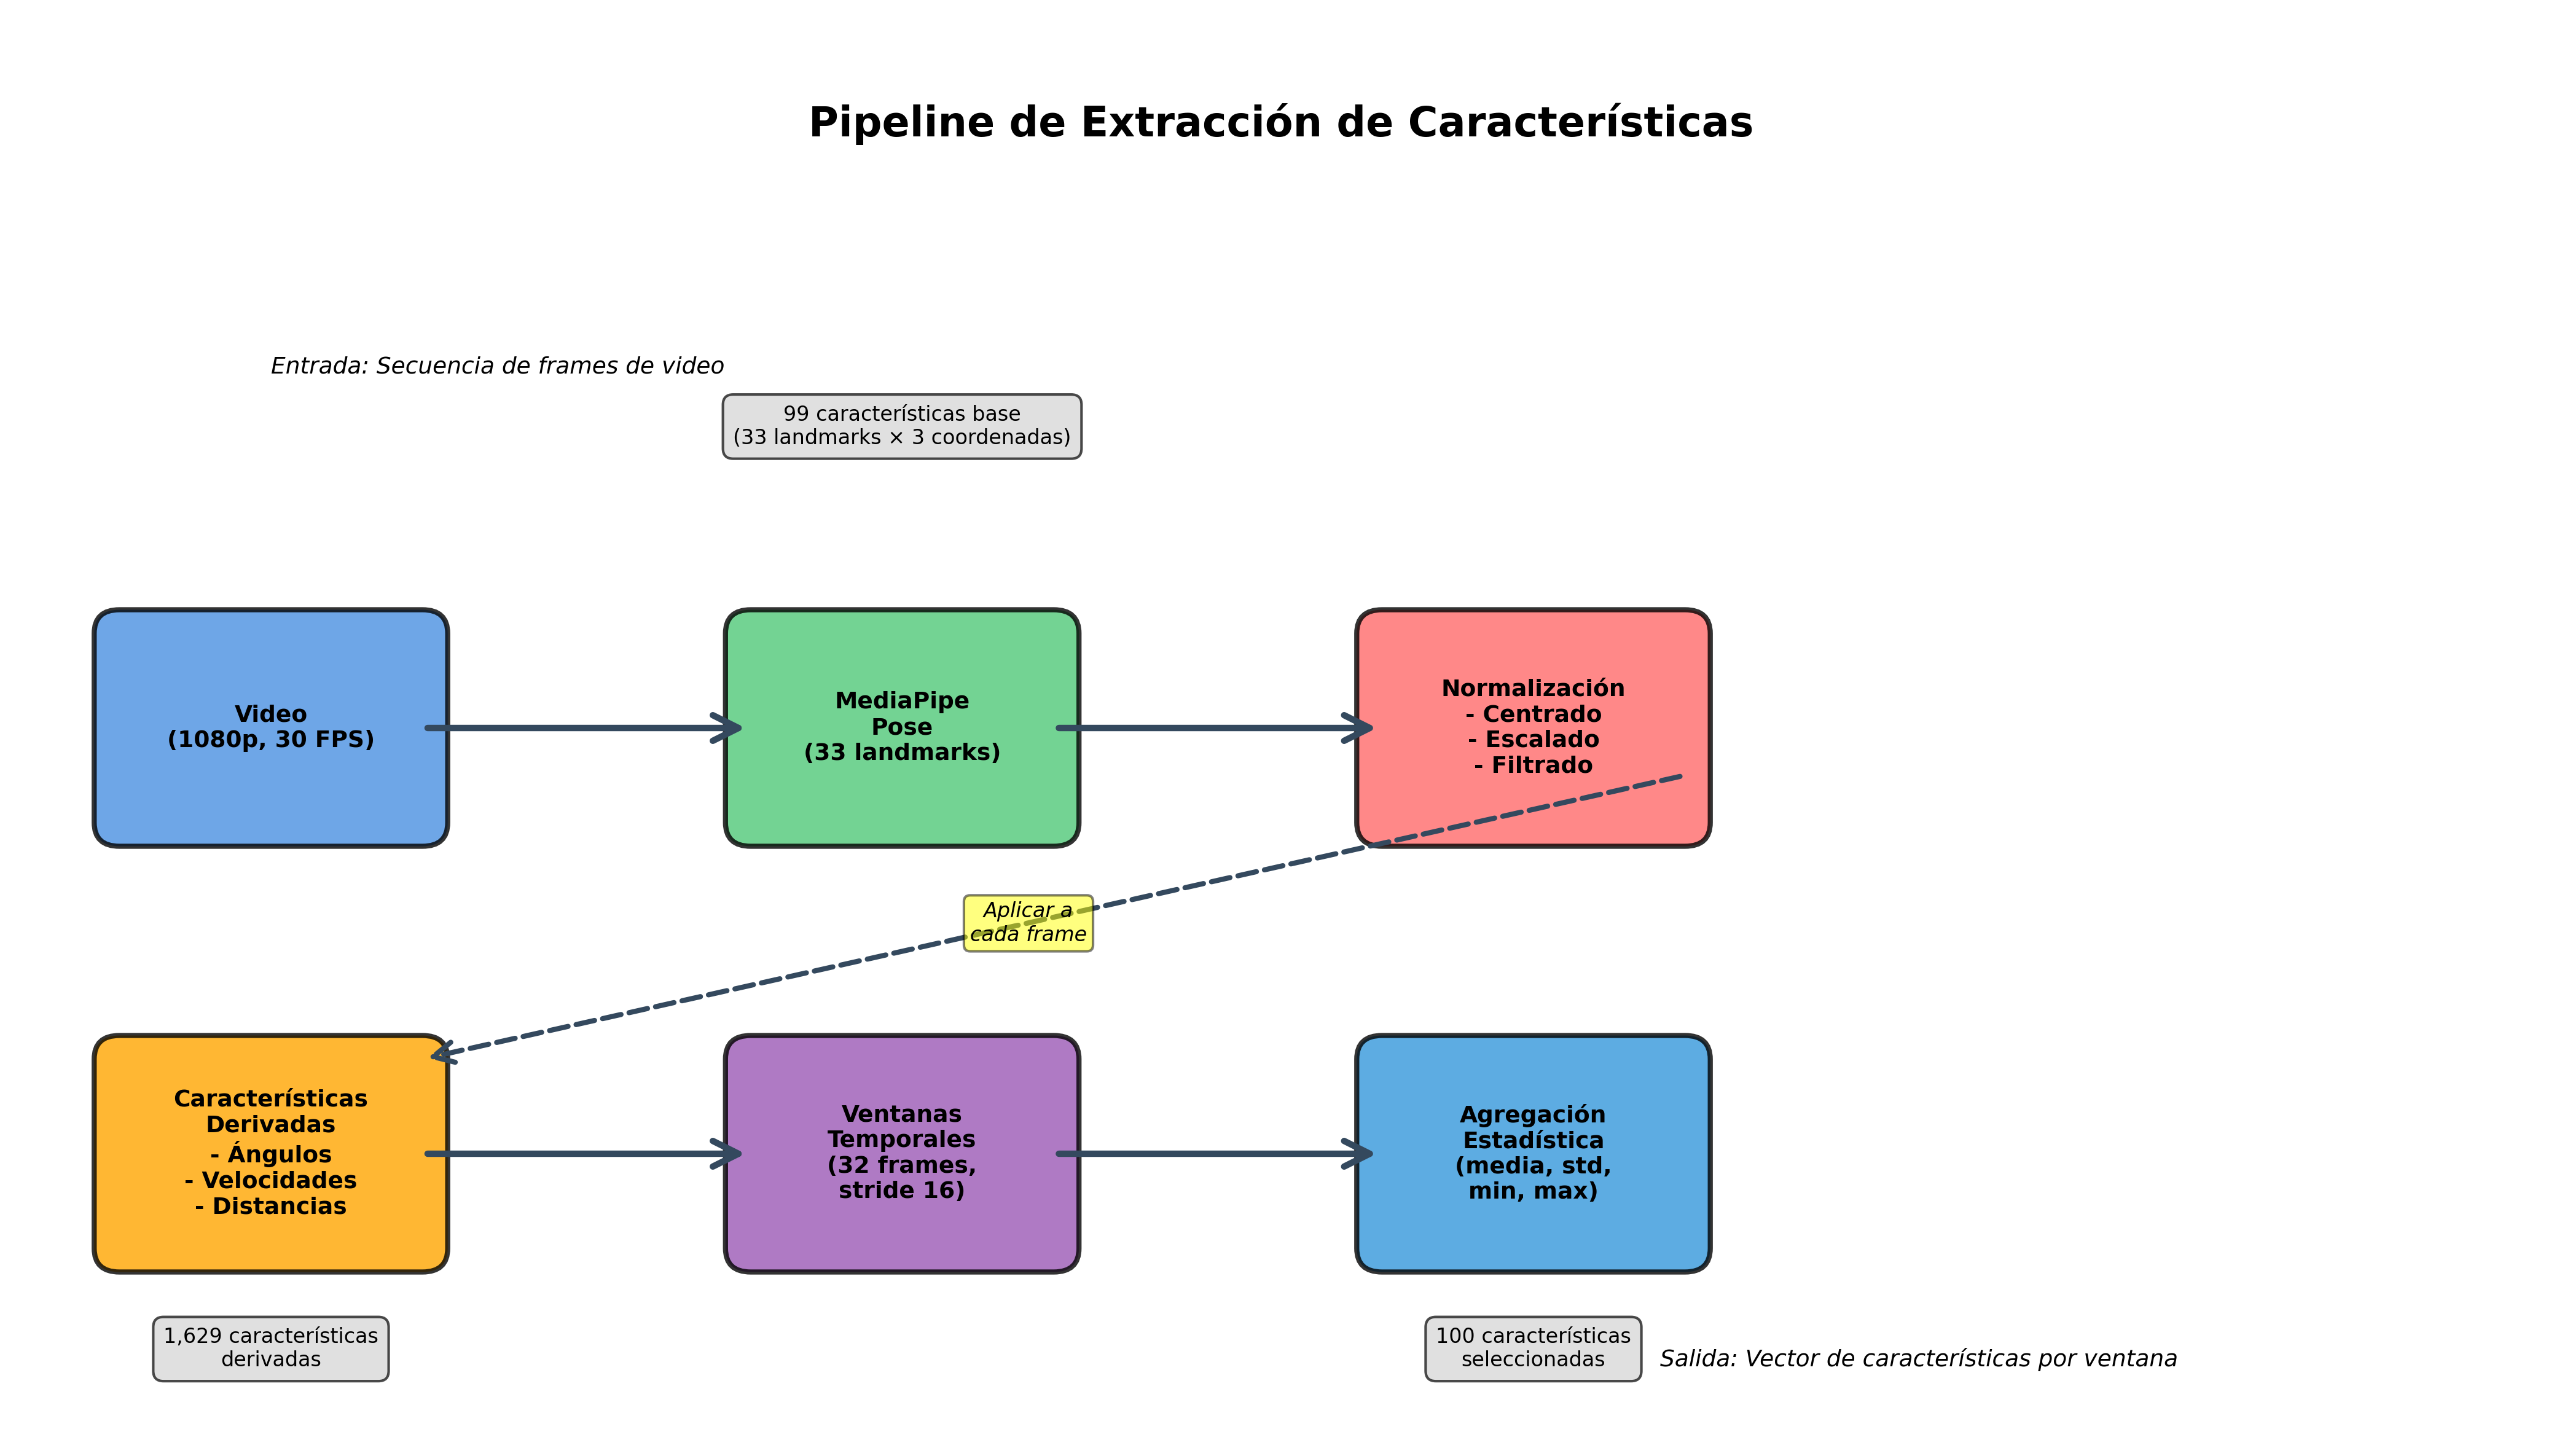 Pipeline de Extracción de Características
Entrada: Secuencia de frames de video
99 características base
(33 landmarks × 3 coordenadas)
Video
(1080p, 30 FPS)
MediaPipe
Pose
(33 landmarks)
Normalización
- Centrado
- Escalado
- Filtrado
Aplicar a
cada frame
Características
Derivadas
- Ángulos
- Velocidades
- Distancias
Ventanas
Temporales
(32 frames,
stride 16)
Agregación
Estadística
(media, std,
min, max)
1,629 características
derivadas
100 características
seleccionadas
Salida: Vector de características por ventana